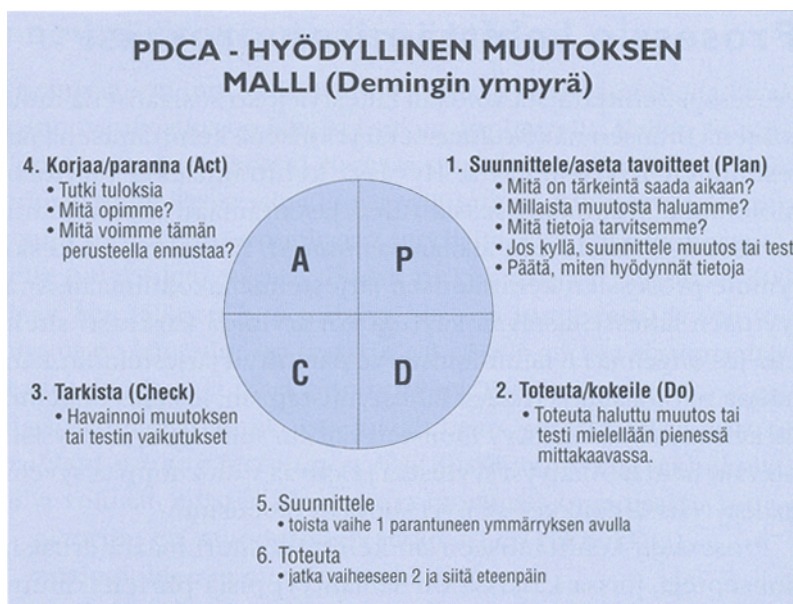 PDCA - HYÖDYLLINEN MUUTOKSEN
MALLI (Demingin ympyrä)
4. Korjaa/paranna (Act)
• Tutki tuloksia
• Mitä opimme?
• Mitä voimme tämän
perusteella ennustaa?
1. Suunnittele/aseta tavoitteet (Plan)
• Mitä on tärkeintä saada aikaan?
• Millaista muutosta haluamme?
• Mitä tietoja tarvitsemme?
• Jos kyllä, suunnittele muutos tai test
• Päätä, miten hyödynnät tietoja
A P
C D
3. Tarkista (Check)
• Havainnoi muutoksen
tai testin vaikutukset
2. Toteuta/kokeile (Do)
• Toteuta haluttu muutos tai
testi mielellään pienessä
mittakaavassa.
5. Suunnittele
• toista vaihe 1 parantuneen ymmärryksen avulla
6. Toteuta
• jatka vaiheeseen 2 ja siitä eteenpäin